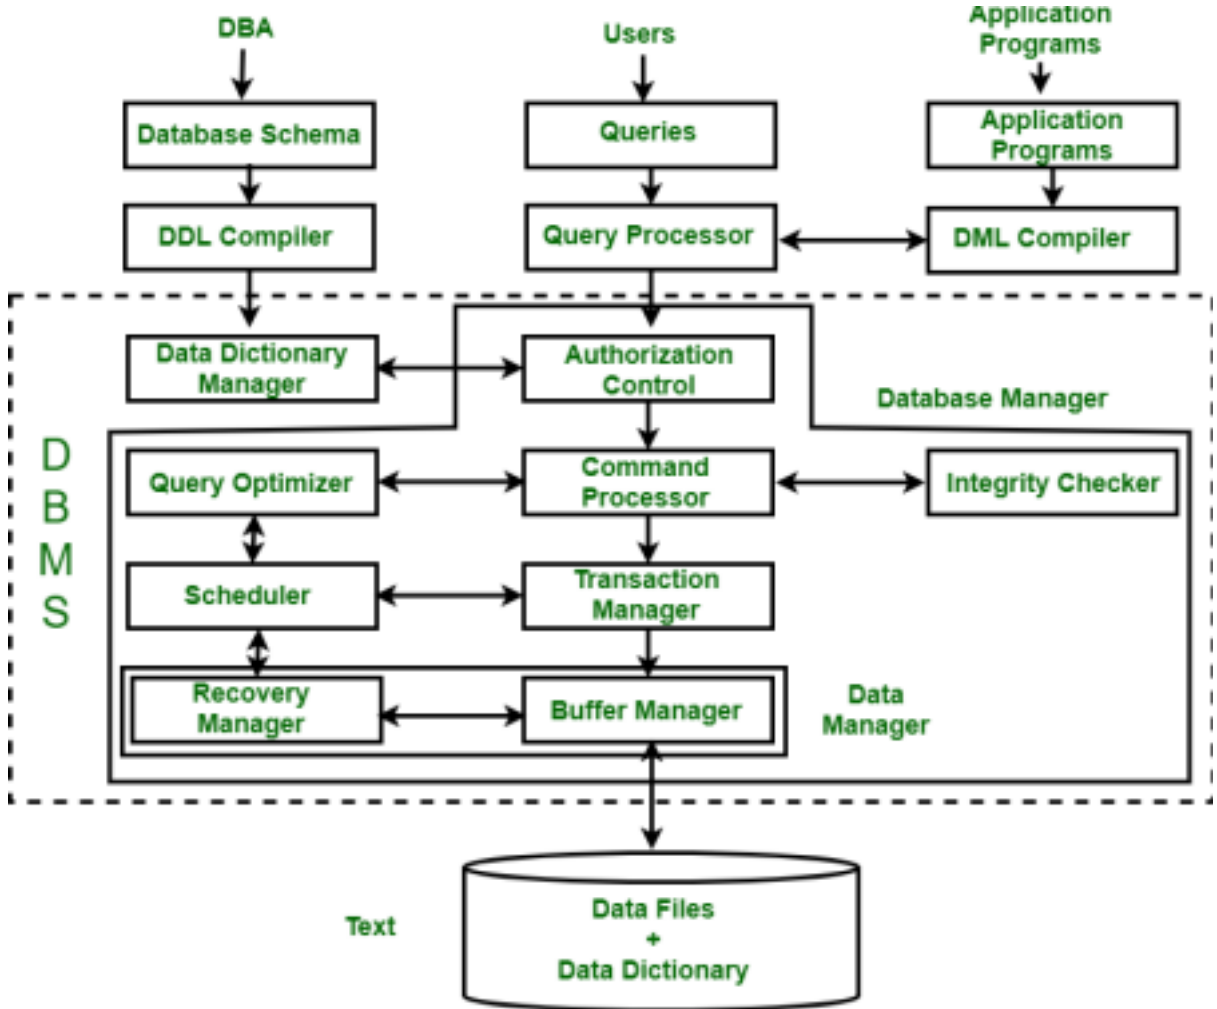 DBA
Users
Application
Programs
Database Schema
Queries
Application
Programs
DDL Compiler
Query Processor
DML Compiler
Data Dictionary
Manager
Authorization
Control
Database Manager
D
B
M
S
Query Optimizer
Command
Processor
Integrity Checker
Scheduler
Transaction
Manager
Recovery
Manager
Buffer Manager
Data
Manager
Text
Data Files
+
Data Dictionary